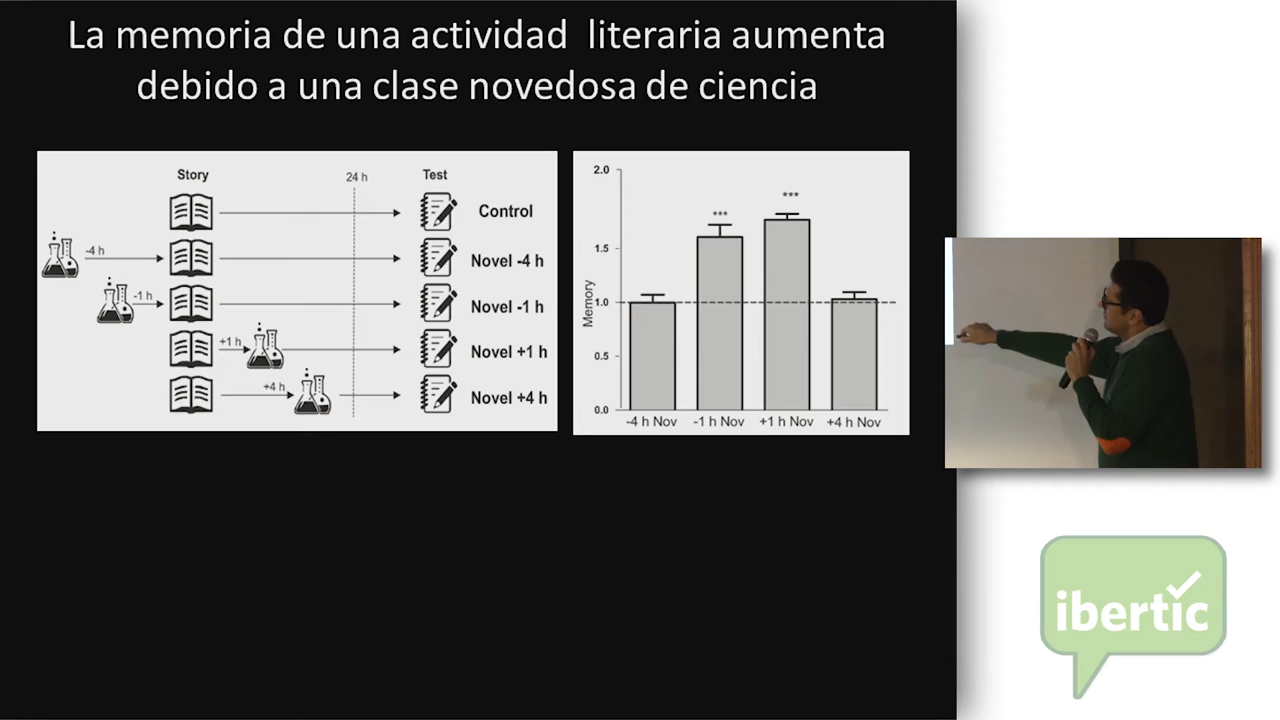 La memoria de una actividad literaria aumenta
debido a una clase novedosa de ciencia
Story
24 h
Test
Control
-4 h
Novel -4 h
-1 h
Novel -1 h
+1 h
Novel +1 h
+4 h
Novel +4 h
2.0
1.5
1.0
0.5
0.0
Memory
***
***
-4 h Nov
-1 h Nov
+1 h Nov
+4 h Nov
ibertic